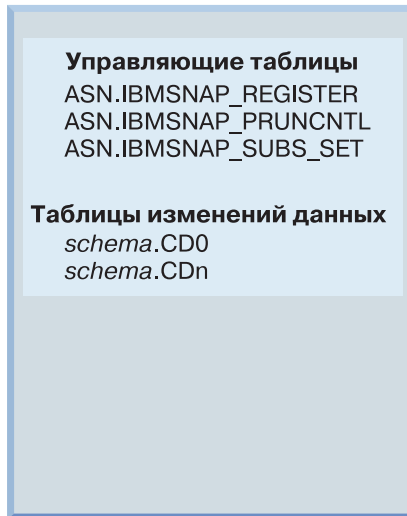 Управляющие таблицы
ASN.IBMSNAP_REGISTER
ASN.IBMSNAP_PRUNCNTL
ASN.IBMSNAP_SUBS_SET
Таблицы изменений данных
schema.CD0
schema.CDn